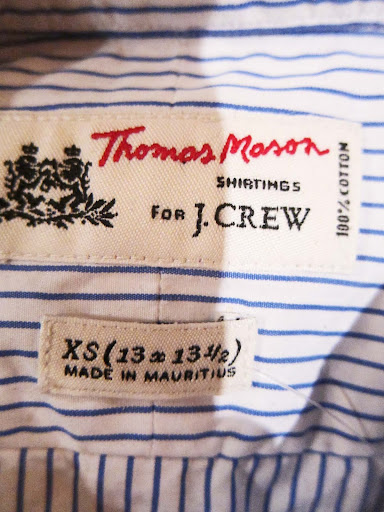 Thomas Mason
SHIRTINGS
FOR J.CREW
100% COTTON
XS (13 x 13 1/2)
MADE IN MAURITIUS